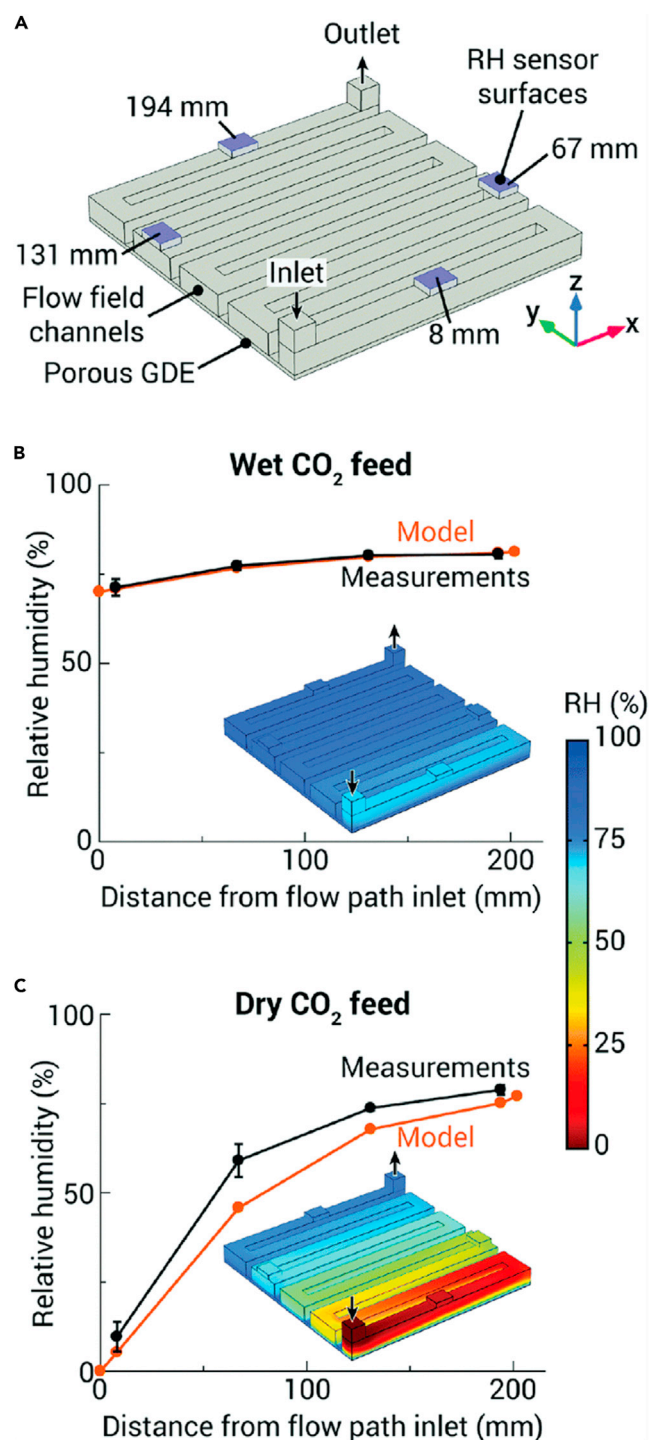 A
Outlet
RH sensor
surfaces
194 mm
67 mm
131 mm
Inlet
Flow field
channels
8 mm
Porous GDE
z
y
x
B
Wet CO₂ feed
100
50
0
Relative humidity (%)
Model
Measurements
0
100
200
Distance from flow path inlet (mm)
RH (%)
100
75
50
25
0
C
Dry CO₂ feed
100
50
0
Relative humidity (%)
Measurements
Model
0
100
200
Distance from flow path inlet (mm)